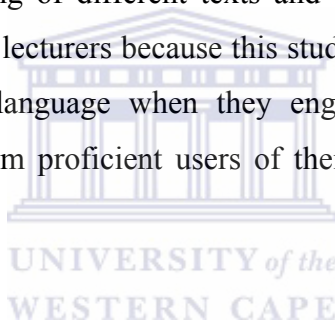 ng of different texts and
lecturers because this stud
language when they eng
m proficient users of the
UNIVERSITY of the
WESTERN CAPE